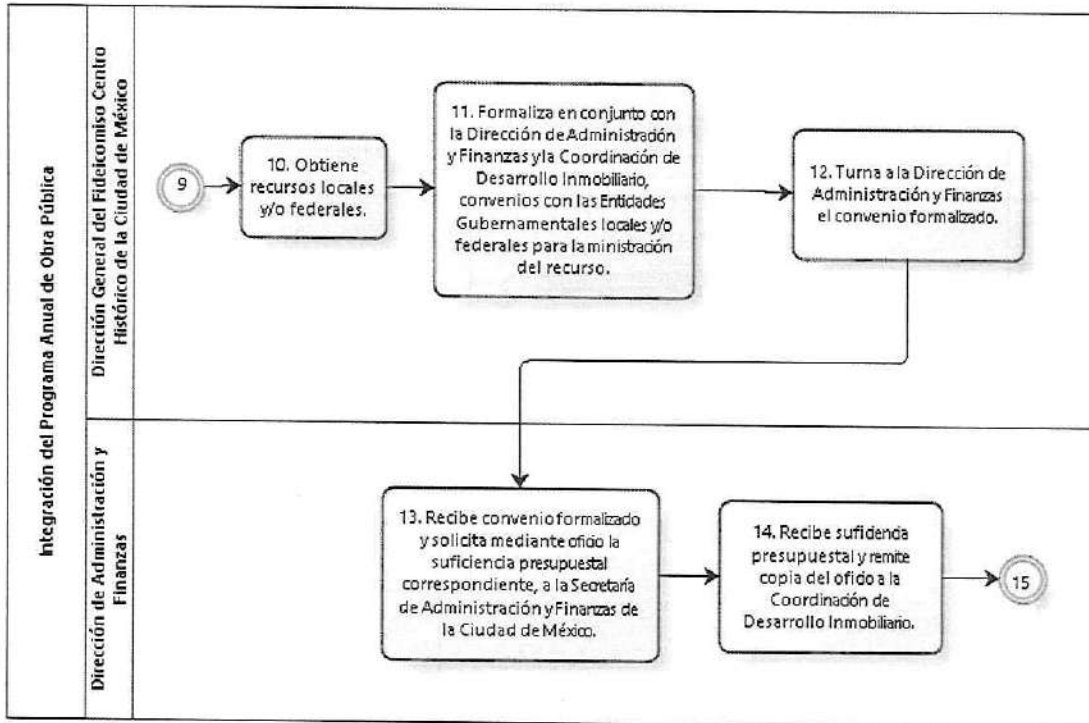 Integración del Programa Anual de Obra Pública
Dirección General del Fideicomiso Centro
Histórico de la Ciudad de México
9
10. Obtiene
recursos locales
y/o federales.
11. Formaliza en conjunto con
la Dirección de Administración
y Finanzas y la Coordinación de
Desarrollo Inmobiliario,
convenios con las Entidades
Gubernamentales locales y/o
federales para la ministración
del recurso.
12. Turna a la Dirección de
Administración y Finanzas
el convenio formalizado.
Dirección de Administración y
Finanzas
13. Recibe convenio formalizado
y solicita mediante oficio la
suficiencia presupuestal
correspondiente, a la Secretaría
de Administración y Finanzas de
la Ciudad de México.
14. Recibe suficiencia
presupuestal y remite
copia del oficio a la
Coordinación de
Desarrollo Inmobiliario.
15